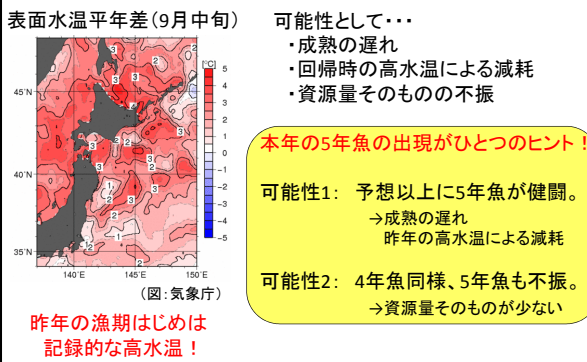 表面水温平年差(9月中旬)
[°C]
5
4
3
2
1
0
−1
−2
−3
−4
−5
45˚N
40˚N
35˚N
140˚E
145˚E
150˚E
(図:気象庁)
昨年の漁期はじめは
記録的な高水温!
可能性として・・・
・成熟の遅れ
・回帰時の高水温による減耗
・資源量そのものの不振
本年の5年魚の出現がひとつのヒント!
可能性1: 予想以上に5年魚が健闘。
→成熟の遅れ
昨年の高水温による減耗
可能性2: 4年魚同様、5年魚も不振。
→資源量そのものが少ない